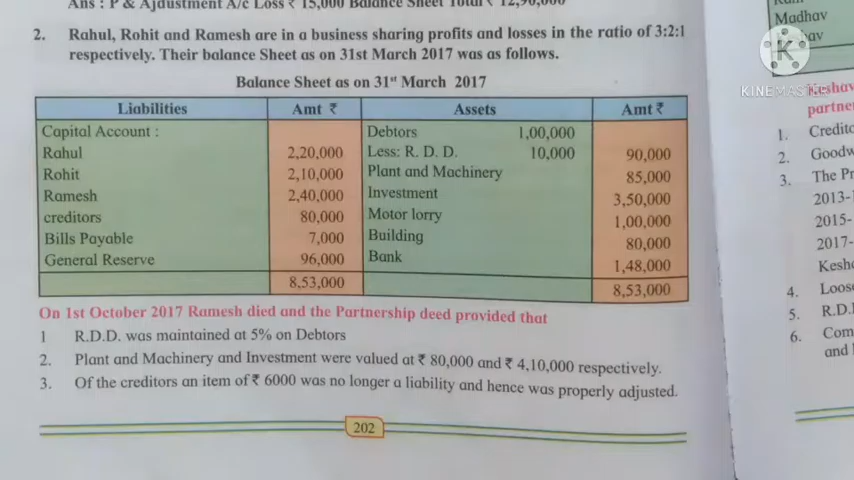 Ans : P & Ajdustment A/c Loss ₹ 15,000 Balance Sheet Total ₹ 12,90,000
2. Rahul, Rohit and Ramesh are in a business sharing profits and losses in the ratio of 3:2:1
respectively. Their balance Sheet as on 31st March 2017 was as follows.
Balance Sheet as on 31st March 2017
Liabilities Amt ₹ Assets Amt ₹
Capital Account : Debtors 1,00,000
Rahul 2,20,000 Less: R. D. D. 10,000 90,000
Rohit 2,10,000 Plant and Machinery 85,000
Ramesh 2,40,000 Investment 3,50,000
creditors 80,000 Motor lorry 1,00,000
Bills Payable 7,000 Building 80,000
General Reserve 96,000 Bank 1,48,000
8,53,000 8,53,000
On 1st October 2017 Ramesh died and the Partnership deed provided that
1 R.D.D. was maintained at 5% on Debtors
2. Plant and Machinery and Investment were valued at ₹ 80,000 and ₹ 4,10,000 respectively.
3. Of the creditors an item of ₹ 6000 was no longer a liability and hence was properly adjusted.
202
Madhav
KINEMASTER
Keshav
partne
1. Credito
2. Goodw
3. The Pr
2013-
2015-
2017-
Kesh
4. Loose
5. R.D.
6. Com
and